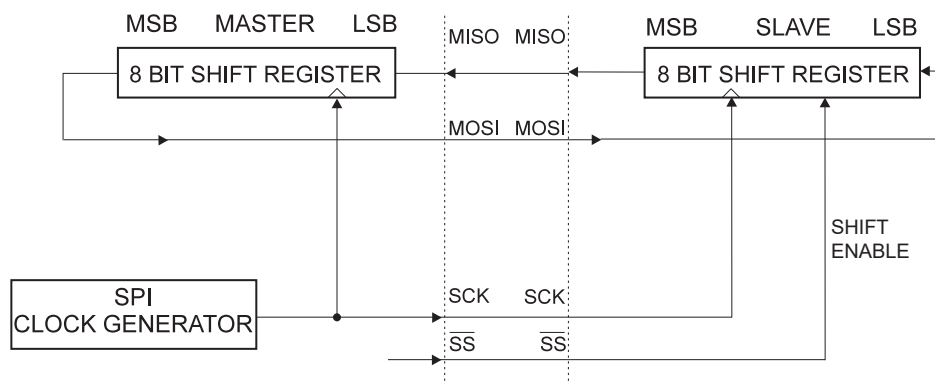 MSB MASTER LSB
MISO MISO
MSB SLAVE LSB
8 BIT SHIFT REGISTER
8 BIT SHIFT REGISTER
MOSI MOSI
SHIFT
ENABLE
SPI
CLOCK GENERATOR
SCK SCK
SS SS